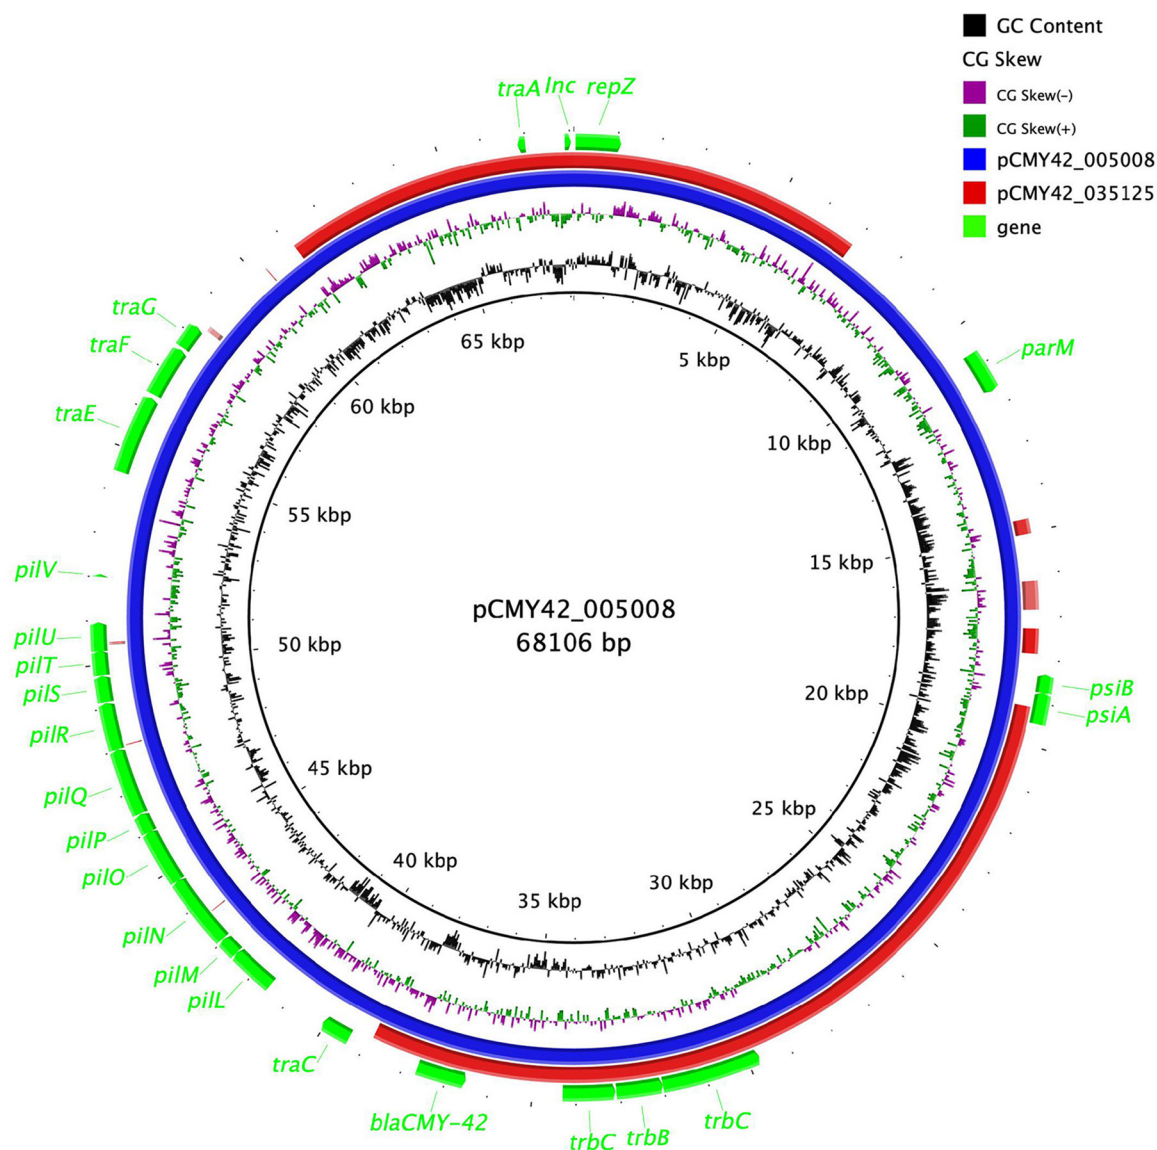 GC Content
CG Skew
CG Skew(-)
CG Skew(+)
pCMY42_005008
pCMY42_035125
gene
traA Inc repZ
parM
psiB
psiA
trbC
trbB
trbC
blaCMY-42
traC
pilL
pilM
pilN
pilO
pilP
pilQ
pilR
pilS
pilT
pilU
pilV
traE
traF
traG
5 kbp
10 kbp
15 kbp
20 kbp
25 kbp
30 kbp
35 kbp
40 kbp
45 kbp
50 kbp
55 kbp
60 kbp
65 kbp
pCMY42_005008
68106 bp